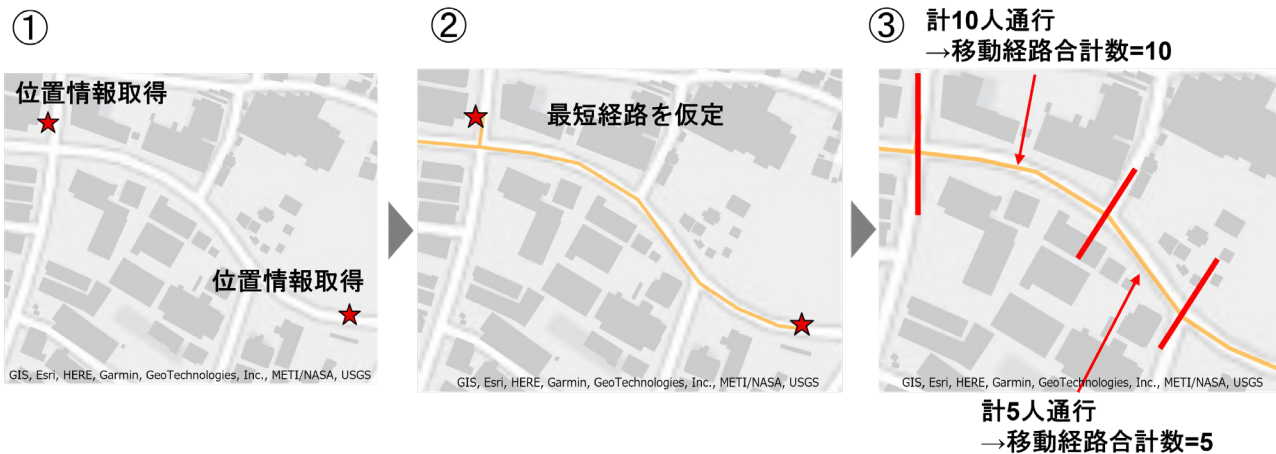 ①
位置情報取得
位置情報取得
GIS, Esri, HERE, Garmin, GeoTechnologies, Inc., METI/NASA, USGS
②
最短経路を仮定
GIS, Esri, HERE, Garmin, GeoTechnologies, Inc., METI/NASA, USGS
③
計10人通行
→移動経路合計数=10
GIS, Esri, HERE, Garmin, GeoTechnologies, Inc., METI/NASA, USGS
計5人通行
→移動経路合計数=5